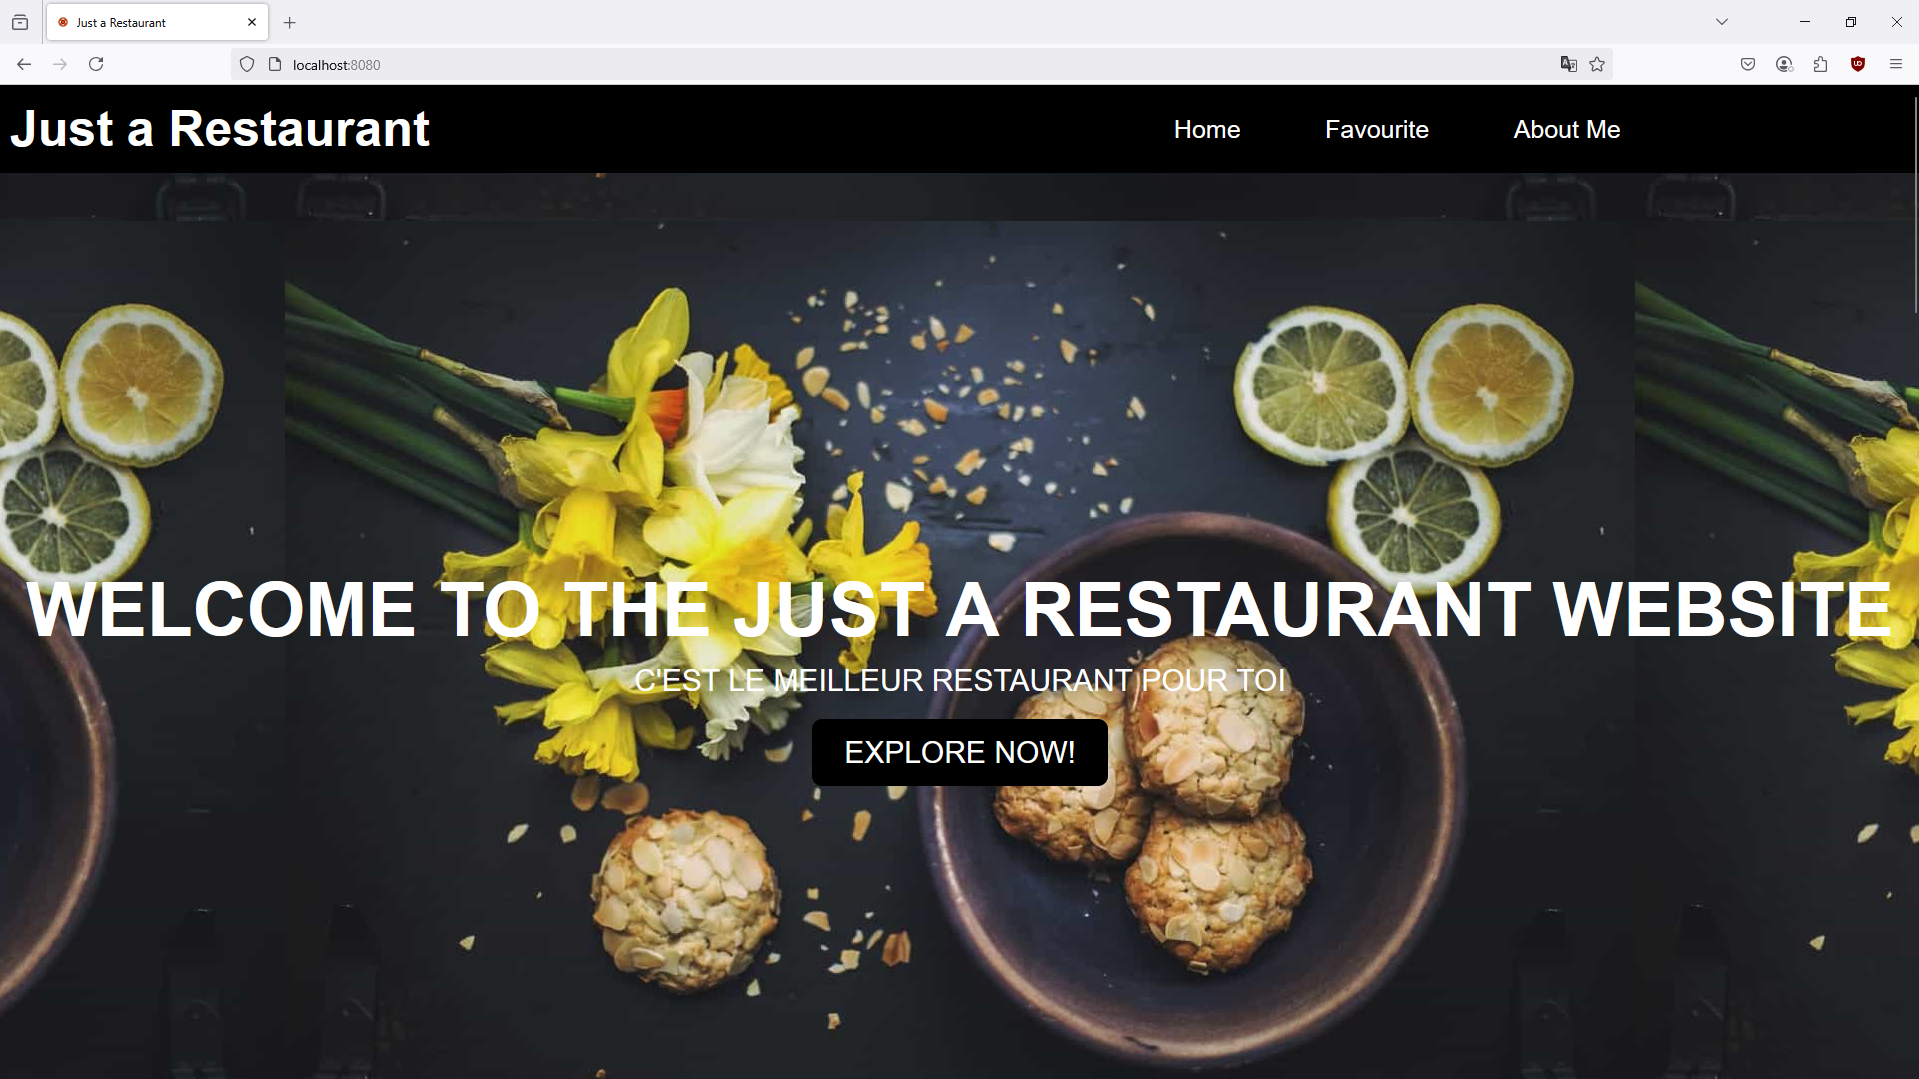 Just a Restaurant
localhost:8080
Just a Restaurant
Home
Favourite
About Me
WELCOME TO THE JUST A RESTAURANT WEBSITE
C'EST LE MEILLEUR RESTAURANT POUR TOI
EXPLORE NOW!